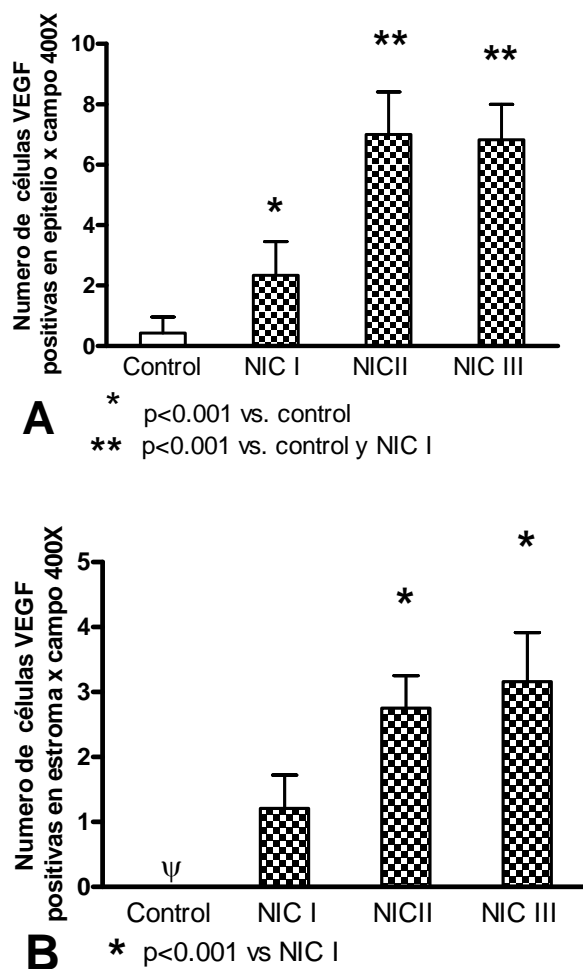 Numero de células VEGF
positivas en epitelio x campo 400X
10
8
6
4
2
0
*
**
**
Control NIC I NICII NIC III
A
* p<0.001 vs. control
** p<0.001 vs. control y NIC I
Numero de células VEGF
positivas en estroma x campo 400X
5
4
3
2
1
0
ψ
*
*
Control NIC I NICII NIC III
B
* p<0.001 vs NIC I